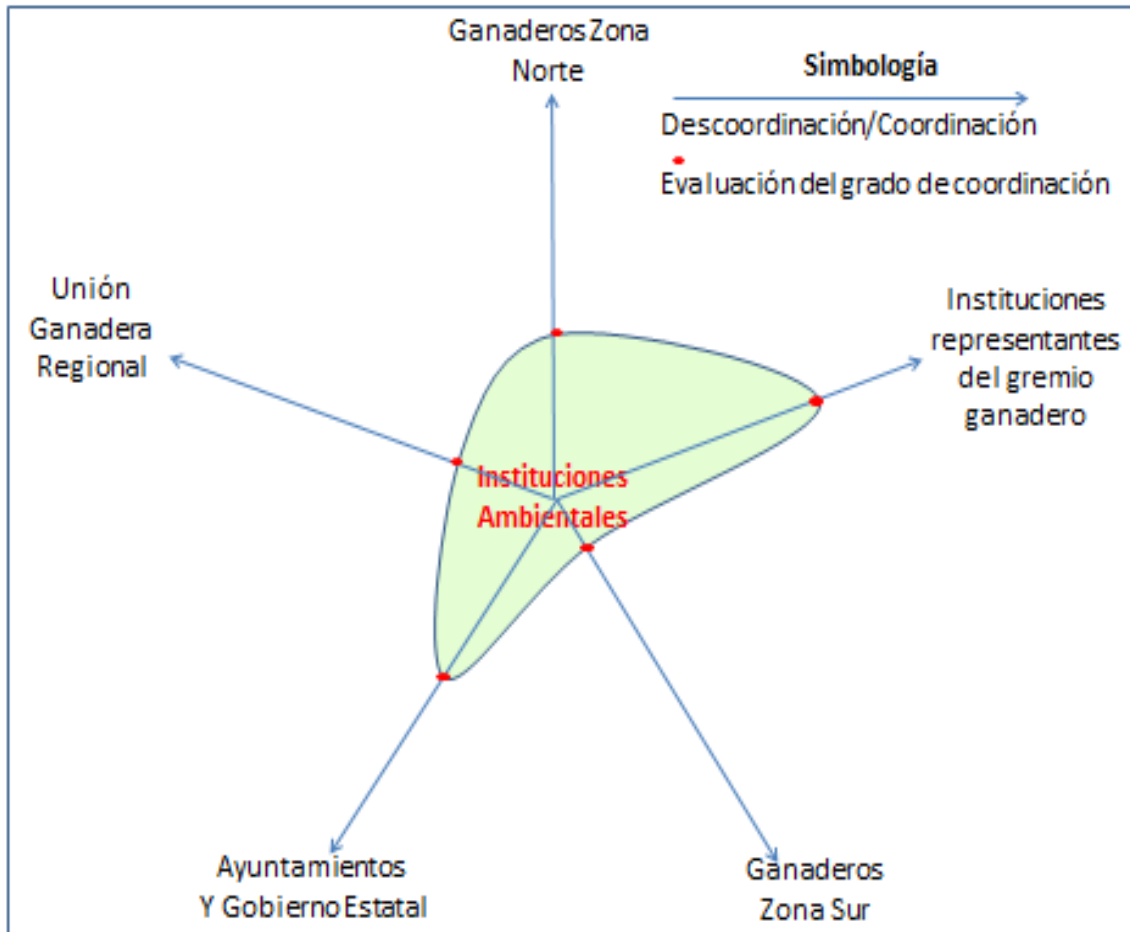 Ganaderos Zona
Norte
Simbología
Descoordinación/Coordinación
Evaluación del grado de coordinación
Unión
Ganadera
Regional
Instituciones
representantes
del gremio
ganadero
Instituciones
Ambientales
Ayuntamientos
Y Gobierno Estatal
Ganaderos
Zona Sur